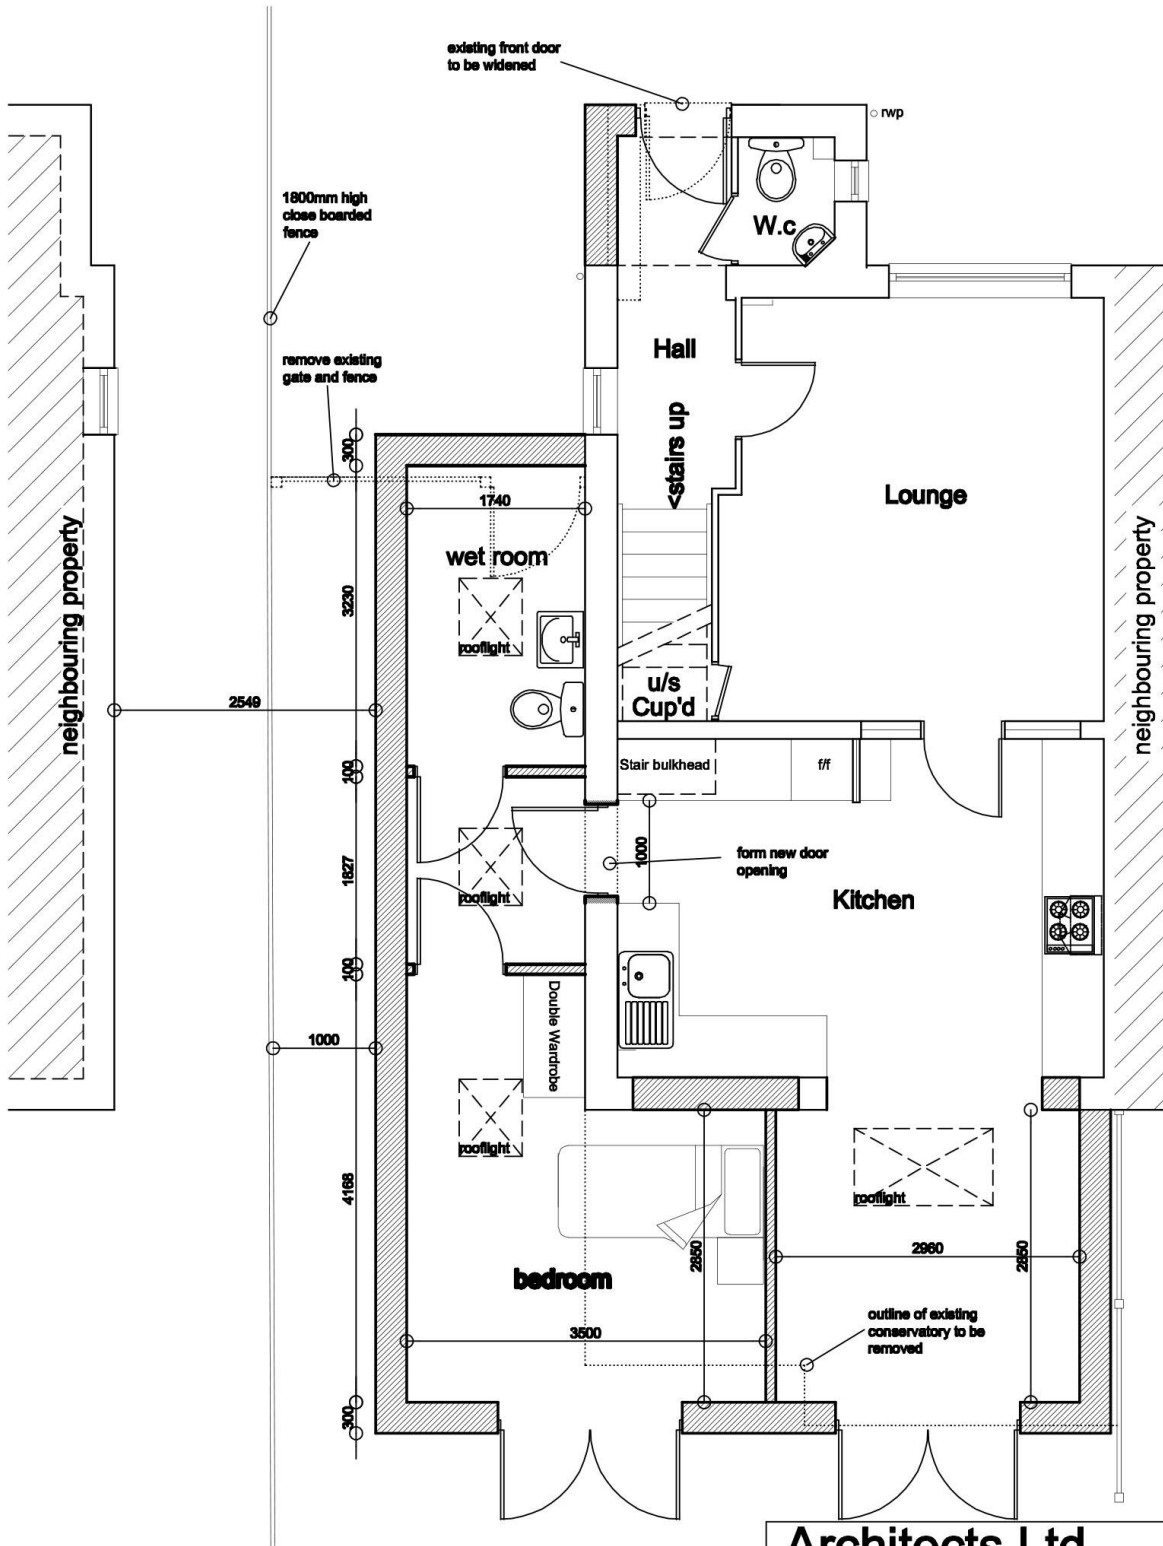 existing front door
to be widened
rwp
1800mm high
close boarded
fence
W.c
remove existing
gate and fence
Hall
<stairs up
300
1740
Lounge
wet room
neighbouring property
neighbouring property
3230
rooflight
u/s
Cup'd
2549
Stair bulkhead
f/f
100
1000
form new door
opening
1827
rooflight
Kitchen
100
Double Wardrobe
1000
rooflight
4168
rooflight
2850
2960
2850
bedroom
3500
outline of existing
conservatory to be
removed
300
Architects Ltd